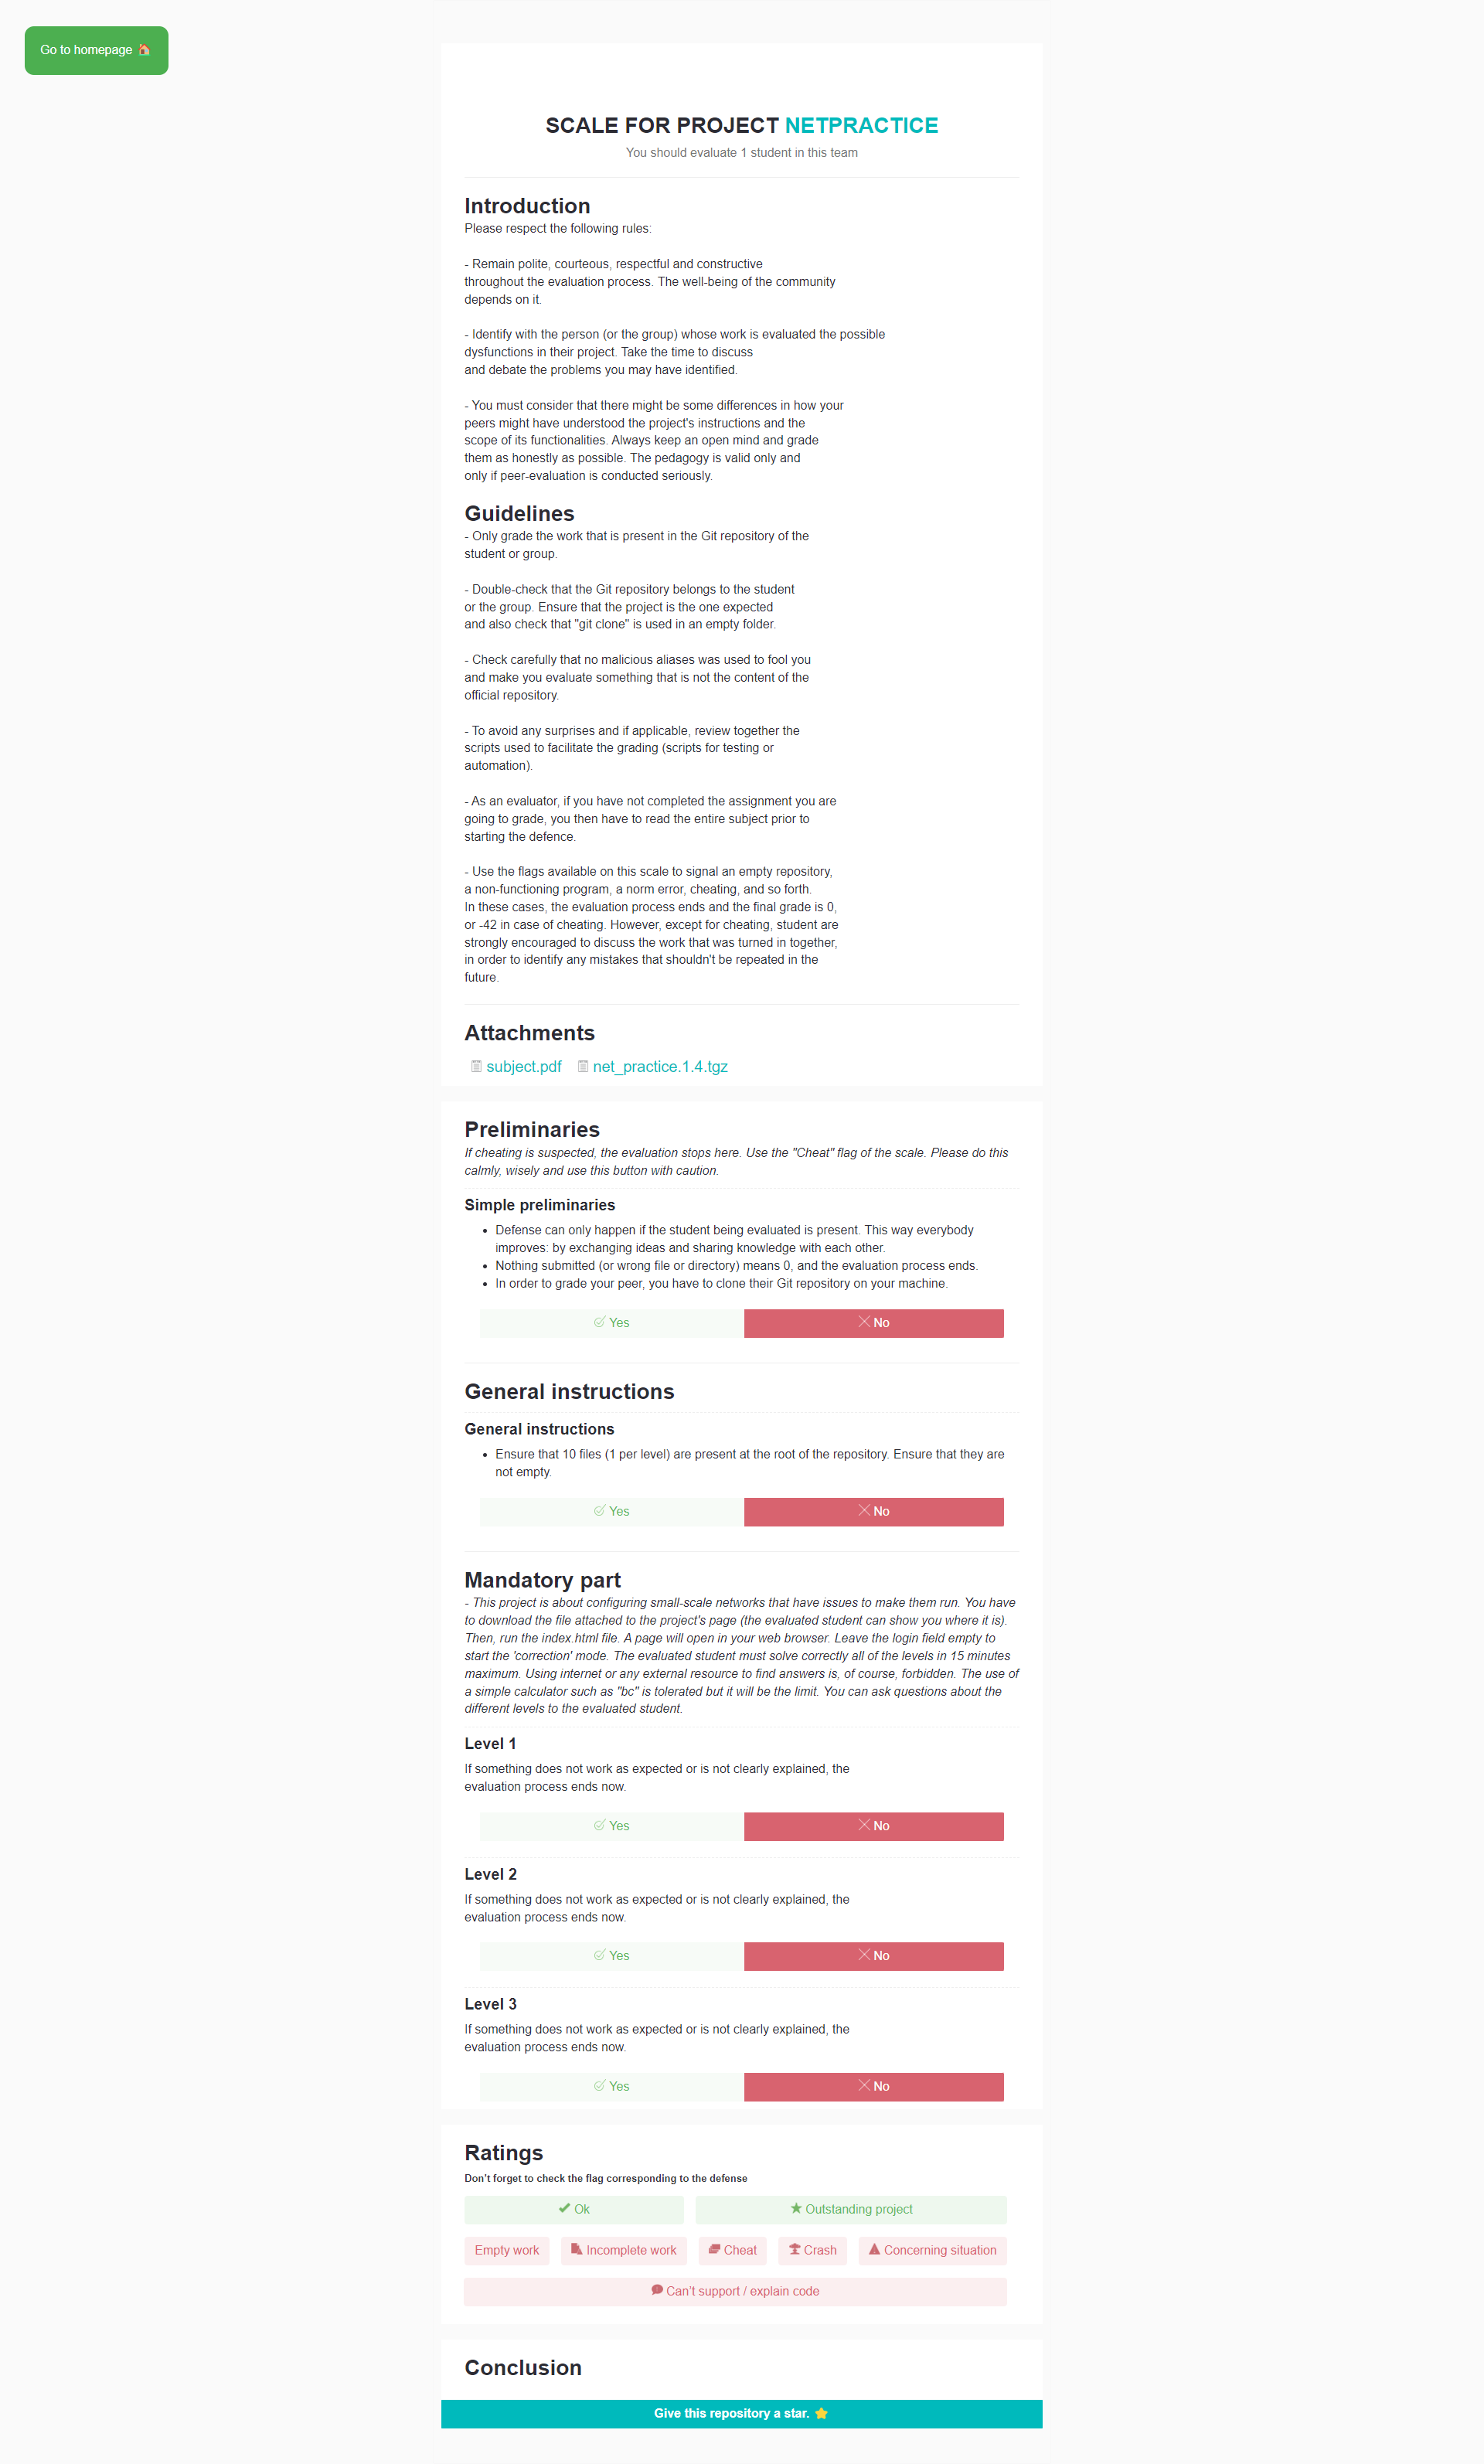 Go to homepage 🏠
SCALE FOR PROJECT NETPRACTICE
You should evaluate 1 student in this team
Introduction
Please respect the following rules:
- Remain polite, courteous, respectful and constructive
throughout the evaluation process. The well-being of the community
depends on it.
- Identify with the person (or the group) whose work is evaluated the possible
dysfunctions in their project. Take the time to discuss
and debate the problems you may have identified.
- You must consider that there might be some differences in how your
peers might have understood the project's instructions and the
scope of its functionalities. Always keep an open mind and grade
them as honestly as possible. The pedagogy is valid only and
only if peer-evaluation is conducted seriously.
Guidelines
- Only grade the work that is present in the Git repository of the
student or group.
- Double-check that the Git repository belongs to the student
or the group. Ensure that the project is the one expected
and also check that "git clone" is used in an empty folder.
- Check carefully that no malicious aliases was used to fool you
and make you evaluate something that is not the content of the
official repository.
- To avoid any surprises and if applicable, review together the
scripts used to facilitate the grading (scripts for testing or
automation).
- As an evaluator, if you have not completed the assignment you are
going to grade, you then have to read the entire subject prior to
starting the defence.
- Use the flags available on this scale to signal an empty repository,
a non-functioning program, a norm error, cheating, and so forth.
In these cases, the evaluation process ends and the final grade is 0,
or -42 in case of cheating. However, except for cheating, student are
strongly encouraged to discuss the work that was turned in together,
in order to identify any mistakes that shouldn't be repeated in the
future.
Attachments
subject.pdf net_practice.1.4.tgz
Preliminaries
If cheating is suspected, the evaluation stops here. Use the "Cheat" flag of the scale. Please do this
calmly, wisely and use this button with caution.
Simple preliminaries
• Defense can only happen if the student being evaluated is present. This way everybody
improves: by exchanging ideas and sharing knowledge with each other.
• Nothing submitted (or wrong file or directory) means 0, and the evaluation process ends.
• In order to grade your peer, you have to clone their Git repository on your machine.
Yes No
General instructions
General instructions
• Ensure that 10 files (1 per level) are present at the root of the repository. Ensure that they are
not empty.
Yes No
Mandatory part
- This project is about configuring small-scale networks that have issues to make them run. You have
to download the file attached to the project's page (the evaluated student can show you where it is).
Then, run the index.html file. A page will open in your web browser. Leave the login field empty to
start the 'correction' mode. The evaluated student must solve correctly all of the levels in 15 minutes
maximum. Using internet or any external resource to find answers is, of course, forbidden. The use of
a simple calculator such as "bc" is tolerated but it will be the limit. You can ask questions about the
different levels to the evaluated student.
Level 1
If something does not work as expected or is not clearly explained, the
evaluation process ends now.
Yes No
Level 2
If something does not work as expected or is not clearly explained, the
evaluation process ends now.
Yes No
Level 3
If something does not work as expected or is not clearly explained, the
evaluation process ends now.
Yes No
Ratings
Don't forget to check the flag corresponding to the defense
Ok Outstanding project
Empty work Incomplete work Cheat Crash Concerning situation
Can't support / explain code
Conclusion
Give this repository a star. ⭐